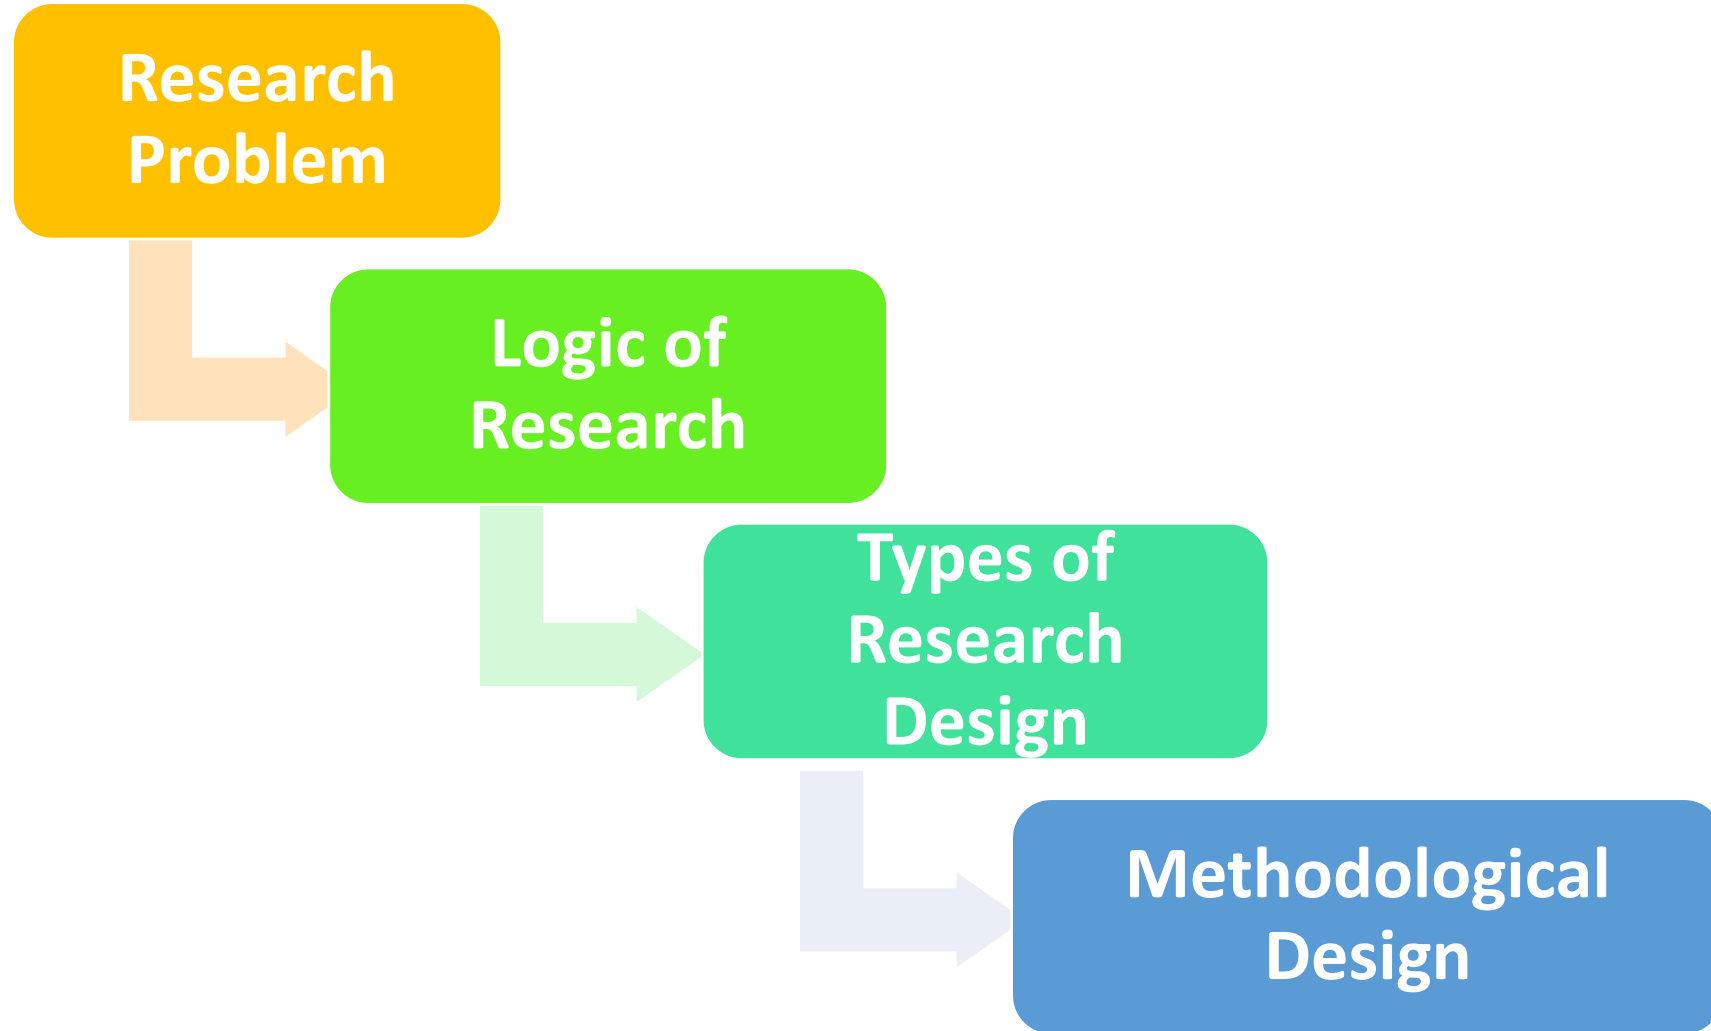 Research
Problem
Logic of
Research
Types of
Research
Design
Methodological
Design